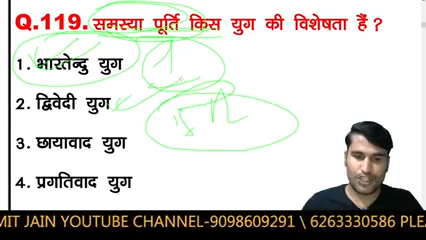 Q.119. समस्या पूर्ति किस युग की विशेषता हैं ?
1. भारतेन्दु युग
2. द्विवेदी युग
3. छायावाद युग
4. प्रगतिवाद युग
MIT JAIN YOUTUBE CHANNEL-9098609291 \ 6263330586 PLE